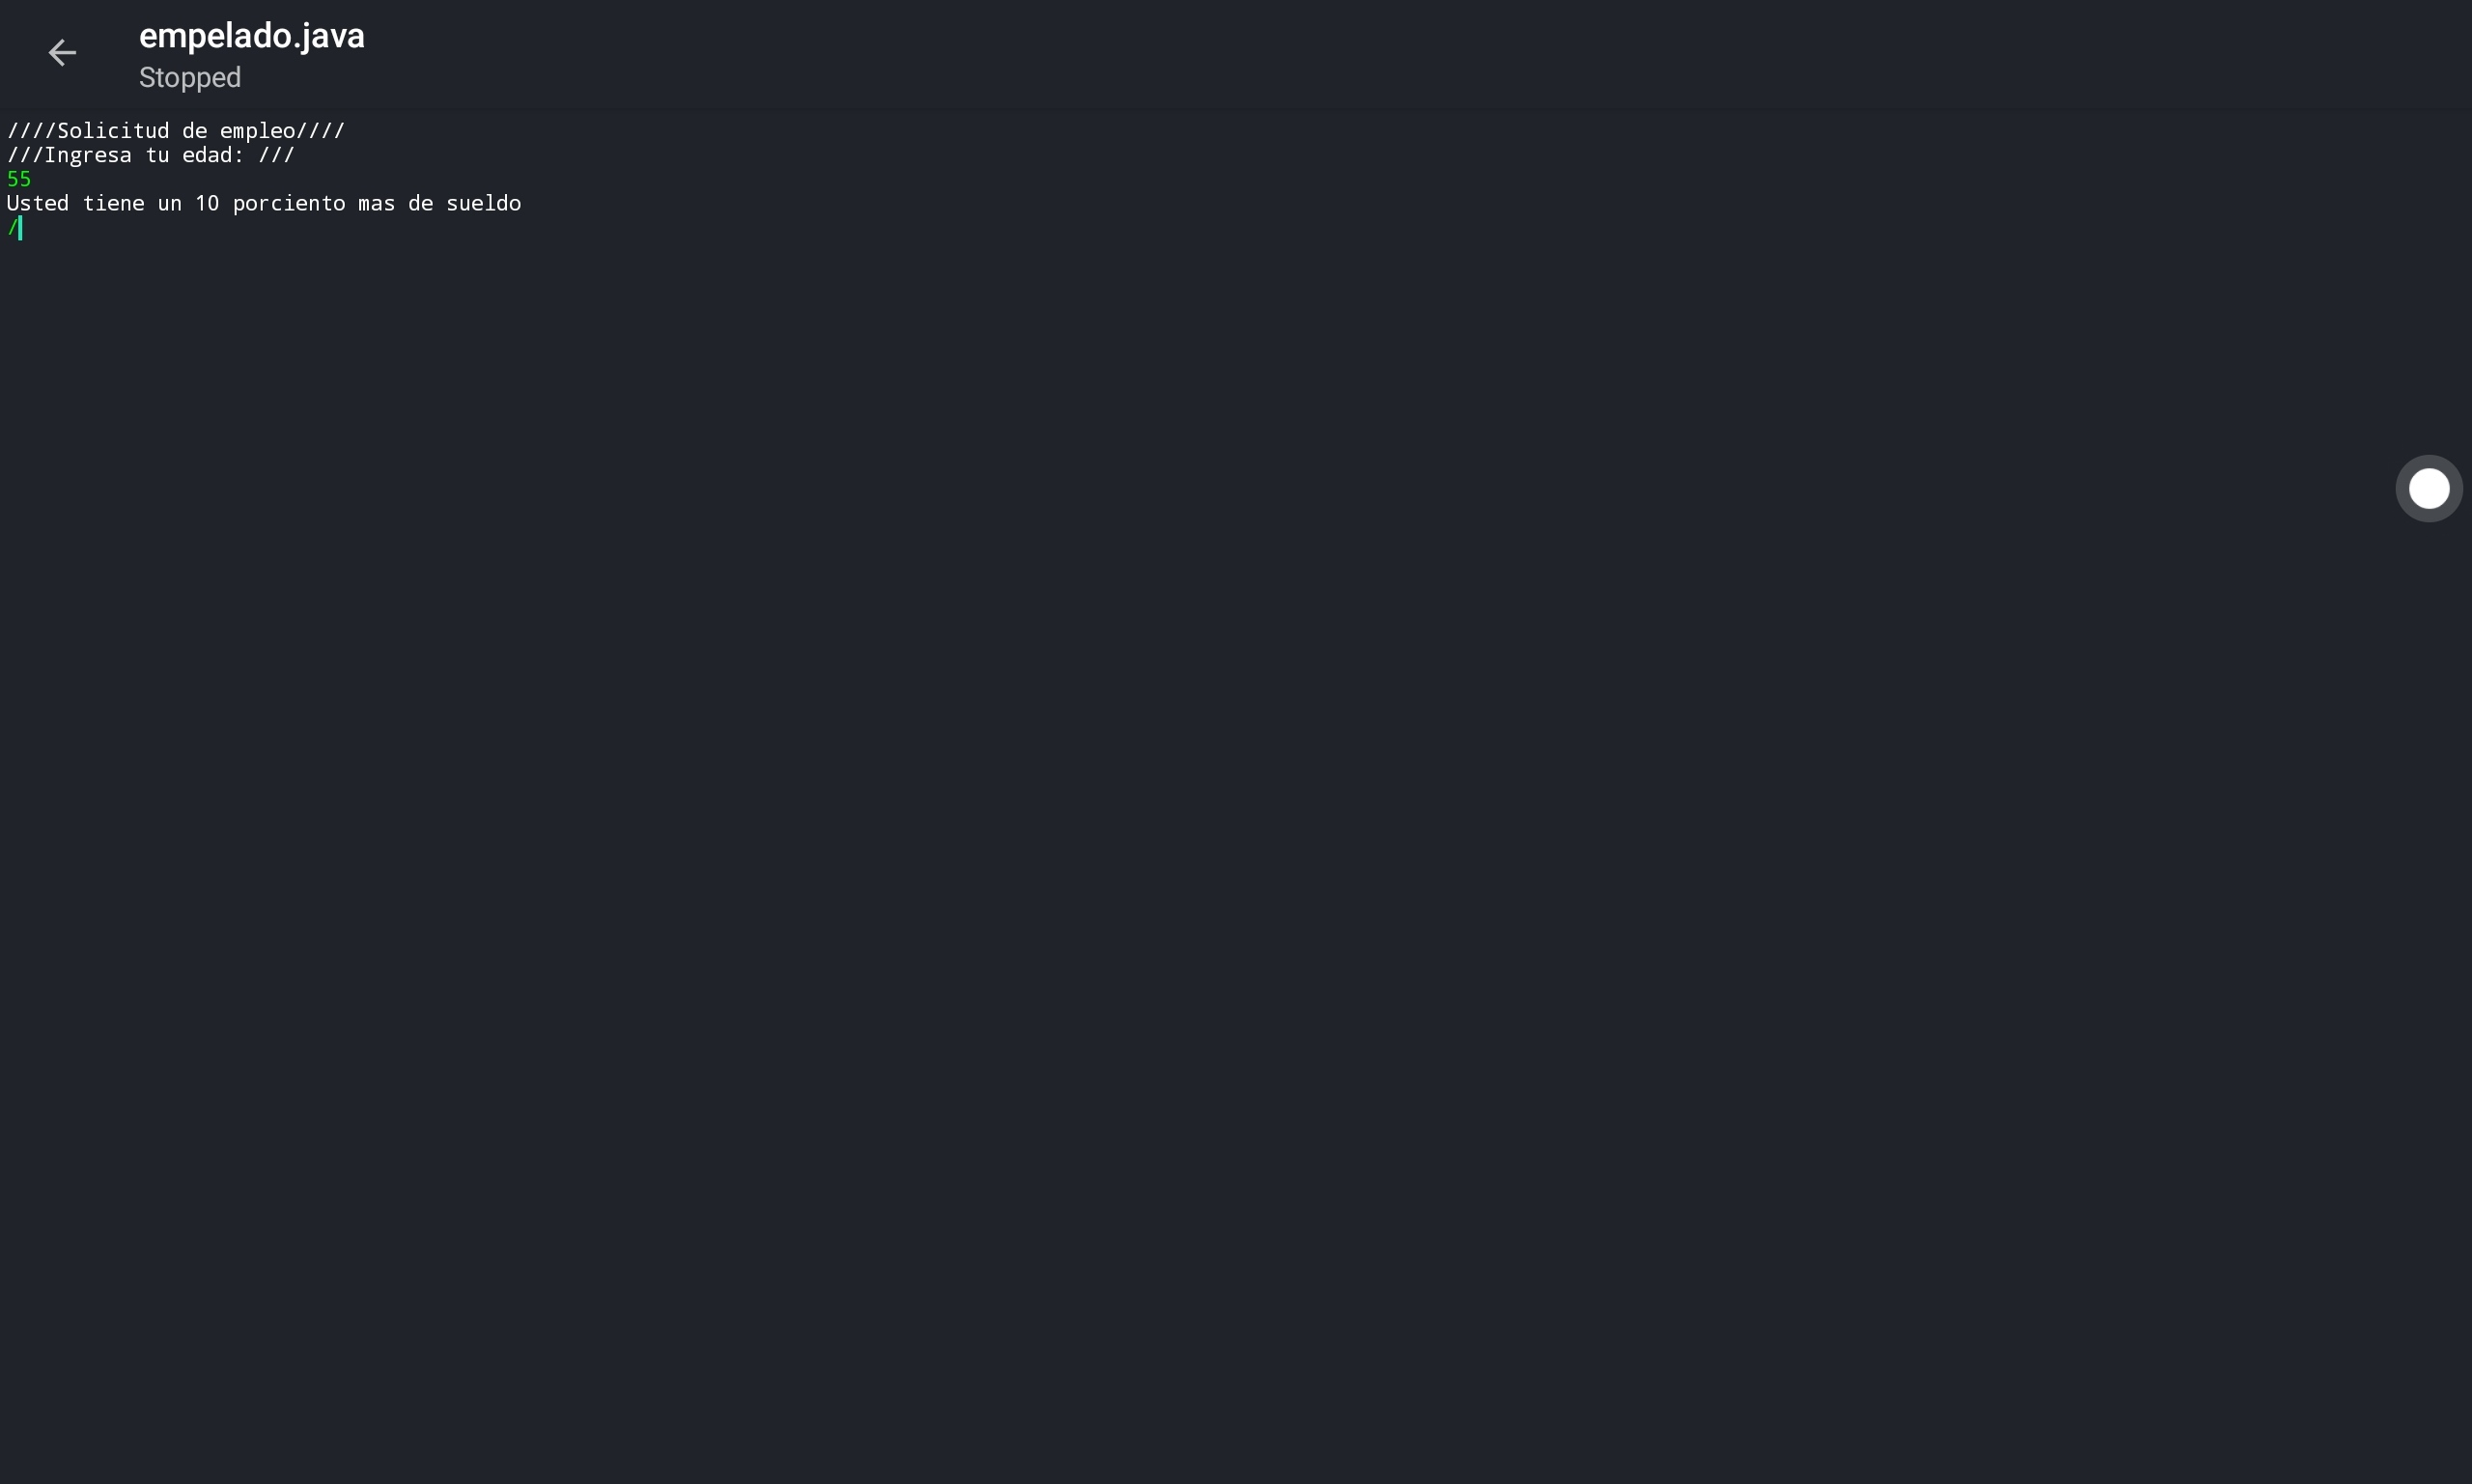 empelado.java
Stopped
////Solicitud de empleo////
///Ingresa tu edad: ///
55
Usted tiene un 10 porciento mas de sueldo
/